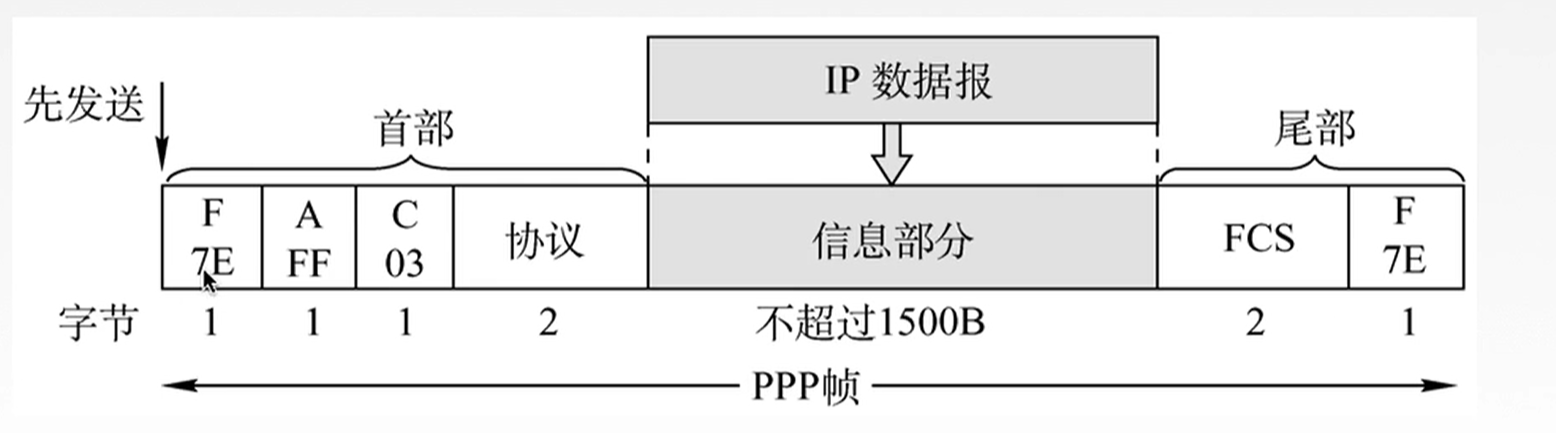 IP 数据报
先发送
首部
尾部
F
7E
A
FF
C
03
协议
信息部分
FCS
F
7E
字节 1 1 1 2 不超过1500B 2 1
PPP帧